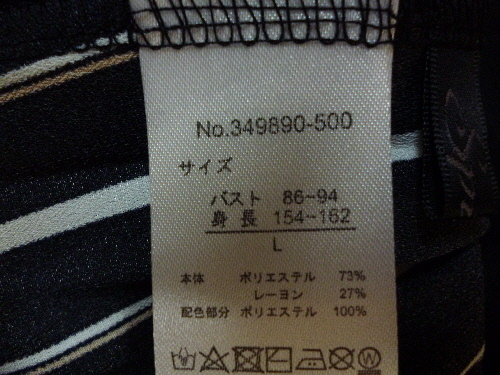 No.349890-500
サイズ
バスト 86~94
身長 154~162
L
本体 ポリエステル 73%
レーヨン 27%
配色部分 ポリエステル 100%